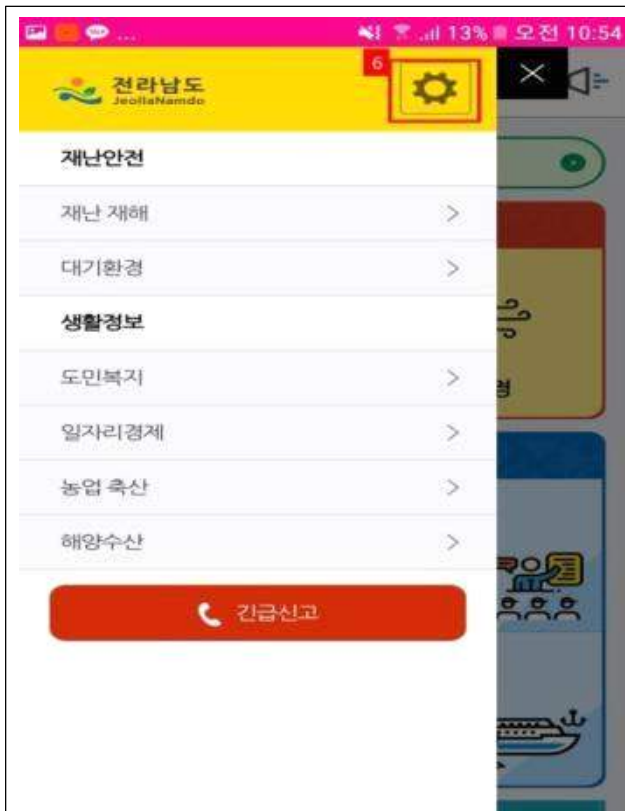 ... 13% 오전 10:54
6
전라남도
JeollaNamdo
재난안전
재난 재해
대기환경
생활정보
도민복지
일자리경제
농업 축산
해양수산
긴급신고